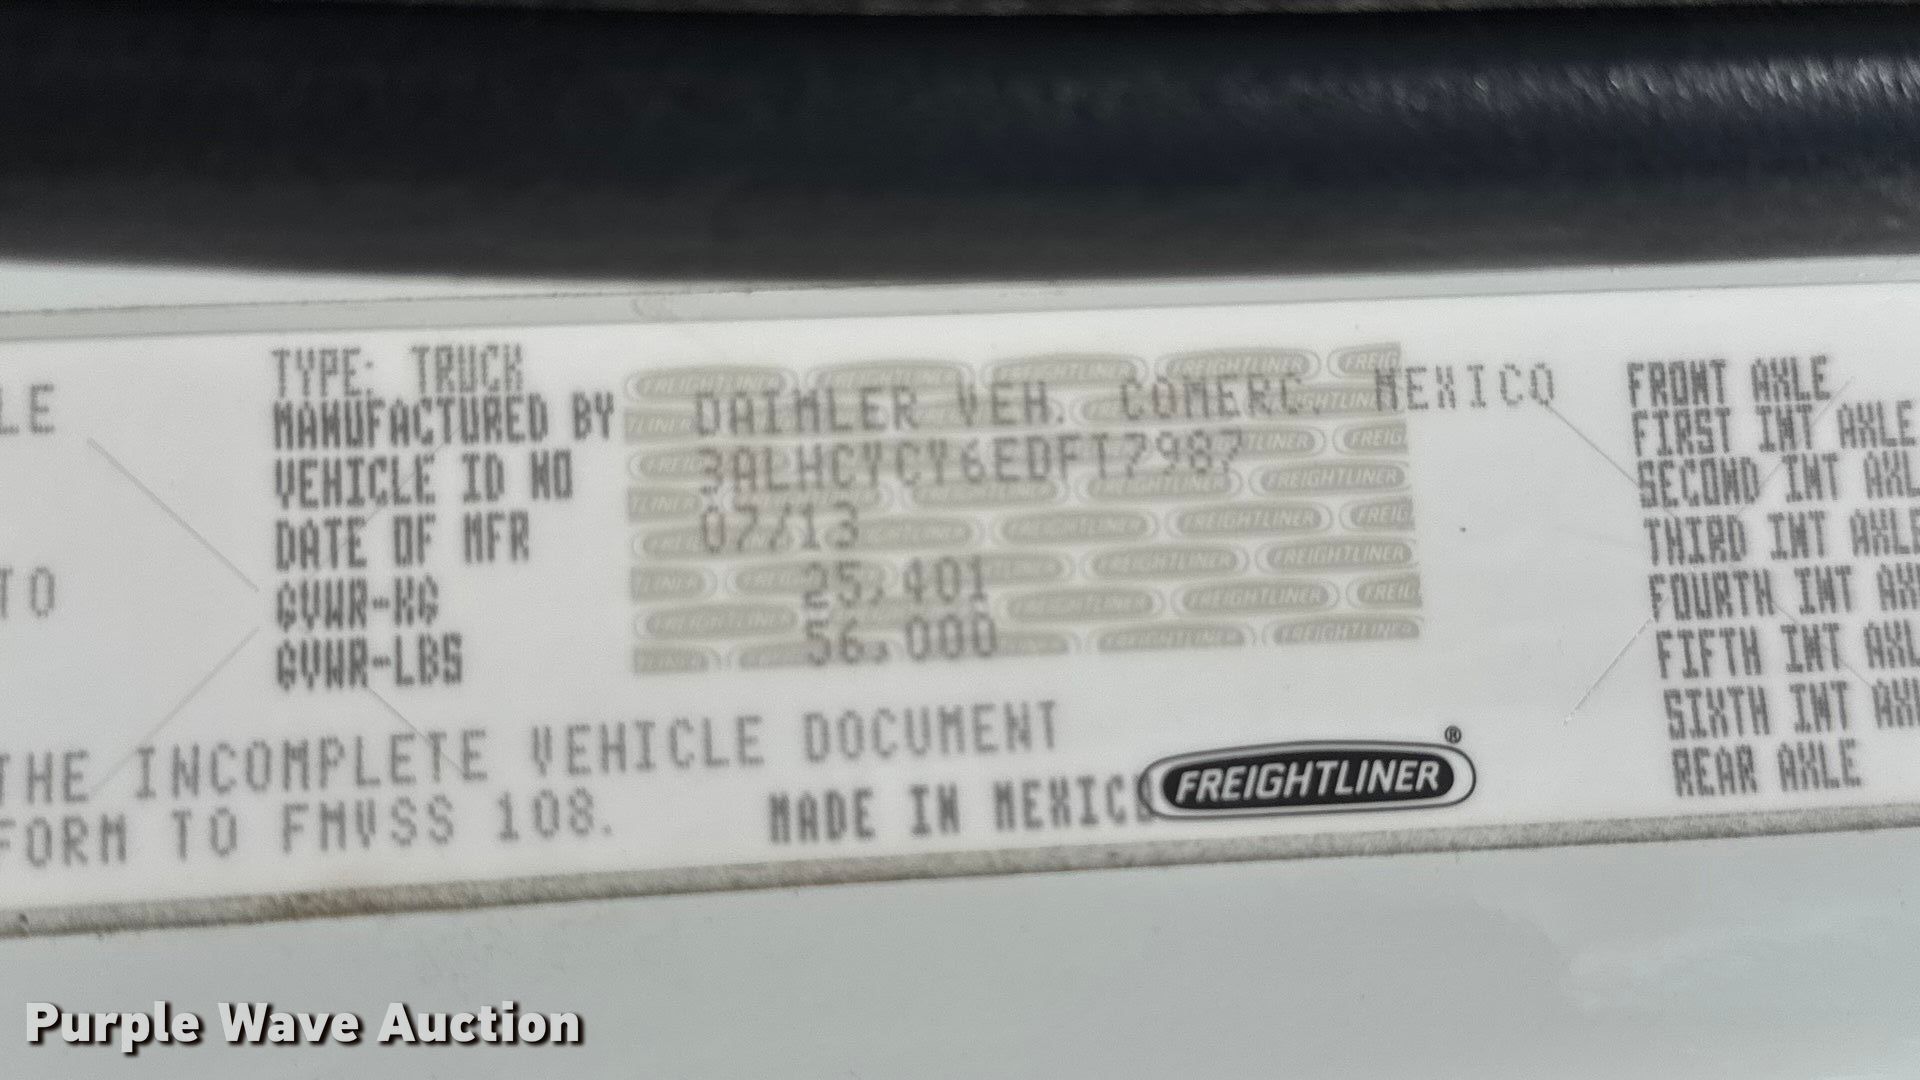 LE
TO
THE INCOMPLETE VEHICLE DOCUMENT
FORM TO FMVSS 108.
TYPE: TRUCK
MANUFACTURED BY DAIMLER VEH. COMERC. MEXICO
VEHICLE ID NO 3ALHCYCY6EDFT7987
DATE OF MFR 07/13
GVWR-KG 25,401
GVWR-LBS 56,000
MADE IN MEXICO
FREIGHTLINER®
FRONT AXLE
FIRST INT AXLE
SECOND INT AXL
THIRD INT AXLE
FOURTH INT AX
FIFTH INT AXL
SIXTH INT AX
REAR AXLE
Purple Wave Auction